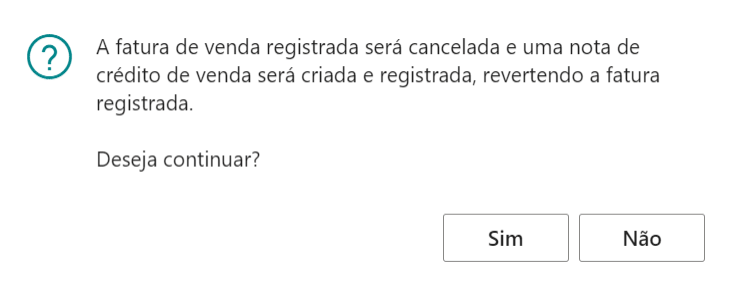 A fatura de venda registrada será cancelada e uma nota de
crédito de venda será criada e registrada, revertendo a fatura
registrada.
Deseja continuar?
Sim
Não